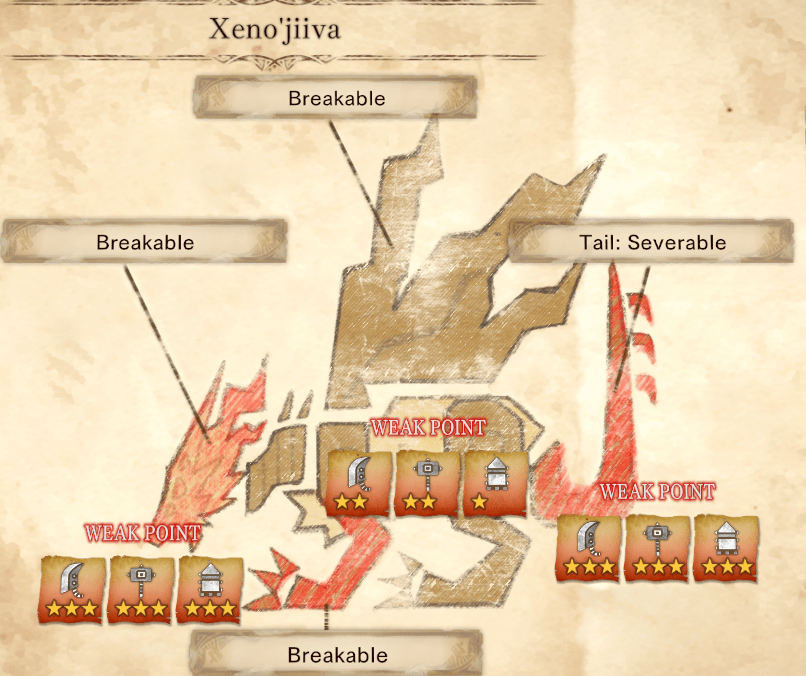 Xeno'jiiva
Breakable
Breakable
Tail: Severable
WEAK POINT
WEAK POINT
WEAK POINT
Breakable